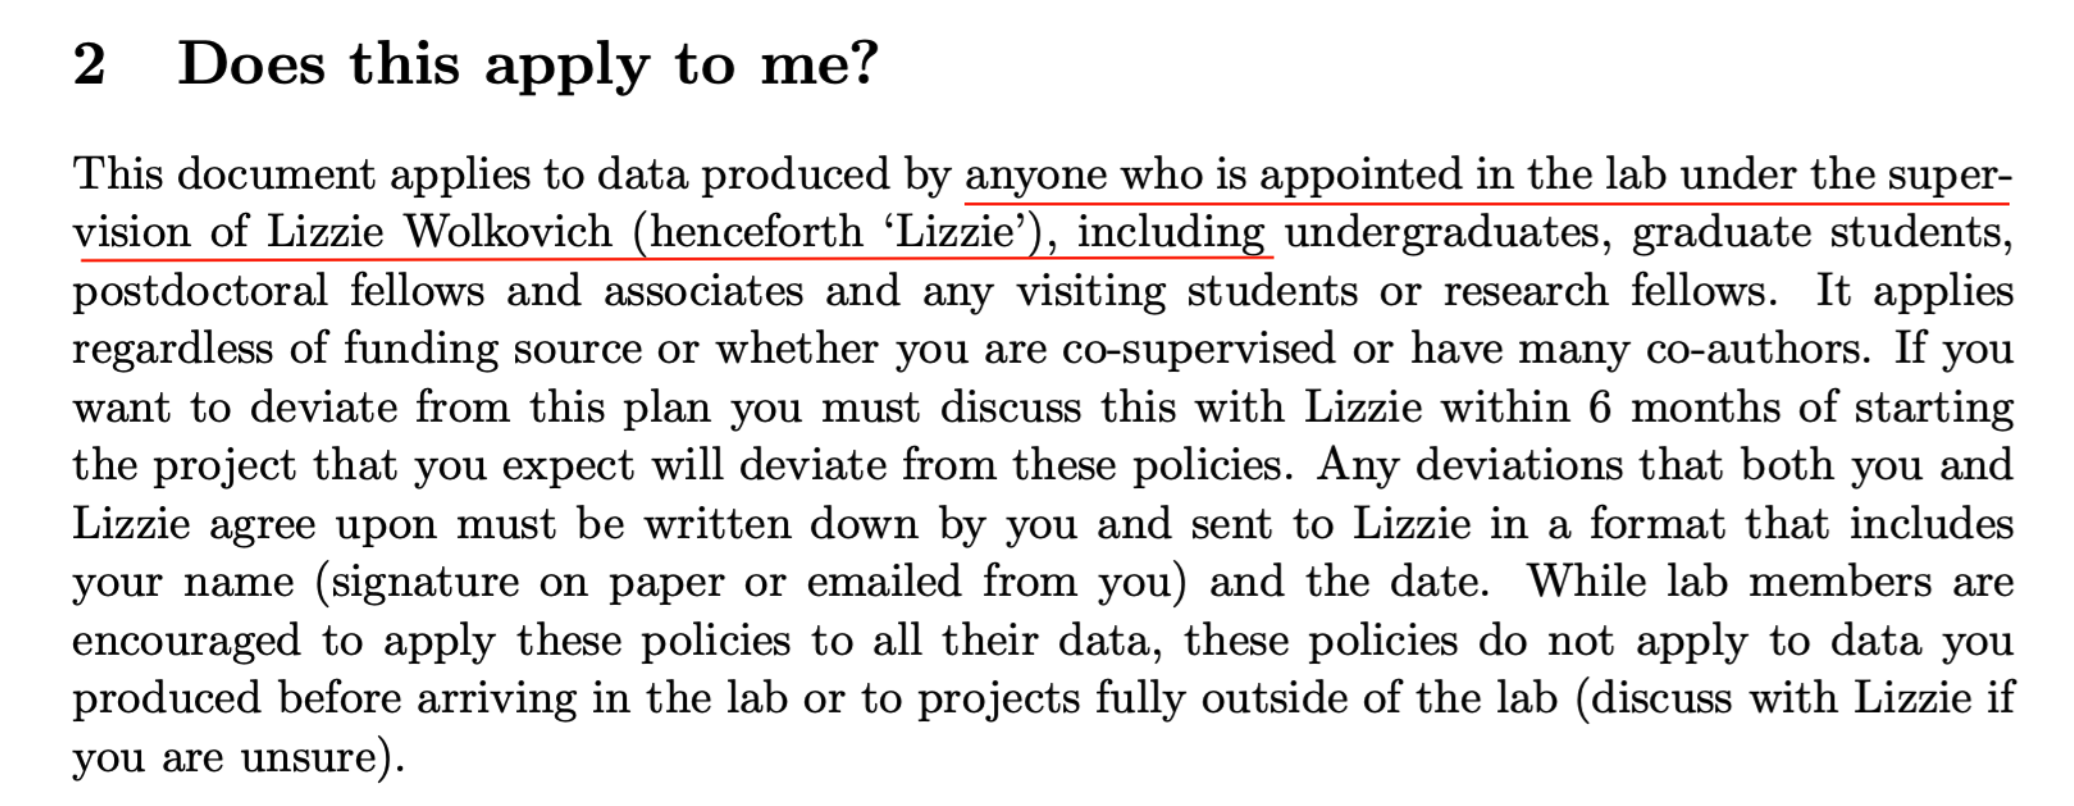 2 Does this apply to me?
This document applies to data produced by anyone who is appointed in the lab under the super-
vision of Lizzie Wolkovich (henceforth ‘Lizzie’), including undergraduates, graduate students,
postdoctoral fellows and associates and any visiting students or research fellows. It applies
regardless of funding source or whether you are co-supervised or have many co-authors. If you
want to deviate from this plan you must discuss this with Lizzie within 6 months of starting
the project that you expect will deviate from these policies. Any deviations that both you and
Lizzie agree upon must be written down by you and sent to Lizzie in a format that includes
your name (signature on paper or emailed from you) and the date. While lab members are
encouraged to apply these policies to all their data, these policies do not apply to data you
produced before arriving in the lab or to projects fully outside of the lab (discuss with Lizzie if
you are unsure).